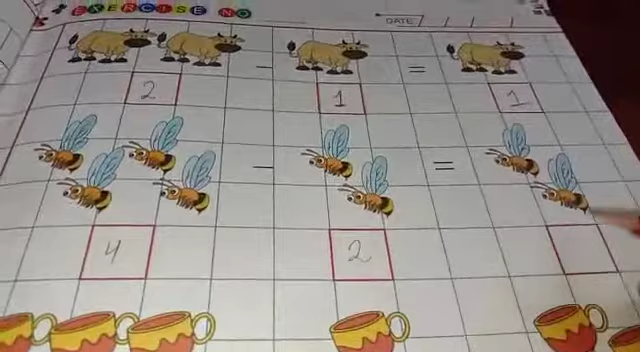 EXERCISE NO
DATE / / /
- =
2 1 1
- =
4 2